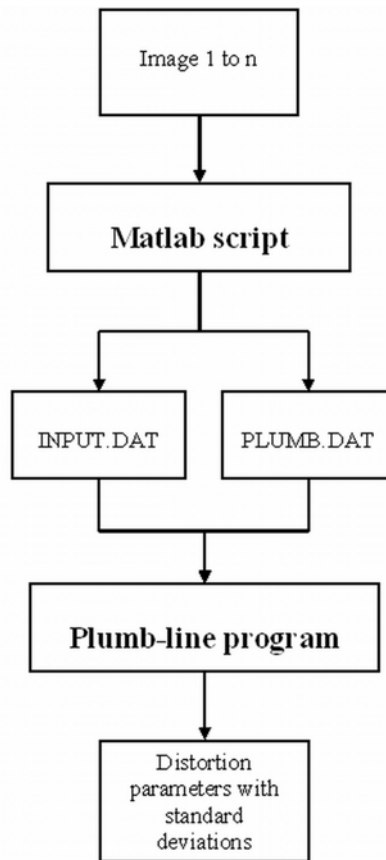 Image 1 to n
Matlab script
INPUT.DAT
PLUMB.DAT
Plumb-line program
Distortion
parameters with
standard
deviations